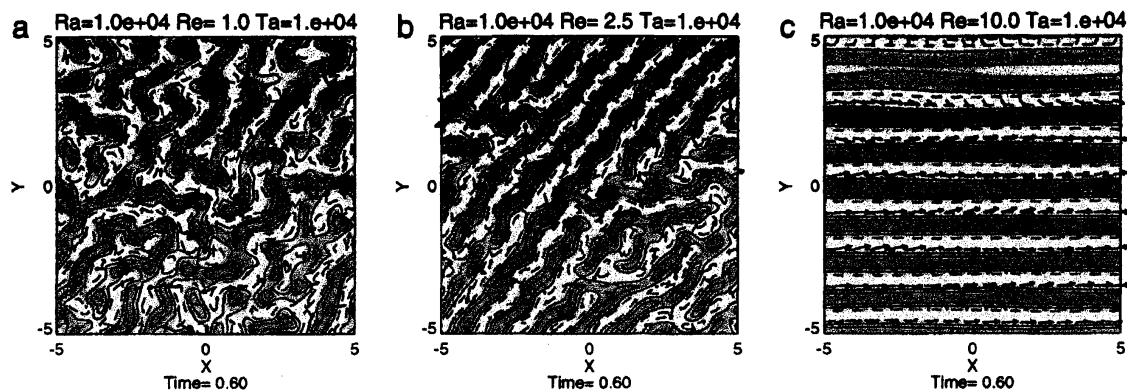 a
Ra=1.0e+04 Re= 1.0 Ta=1.e+04
5
Y
0
-5
-5 0 5
X
Time= 0.60
b
Ra=1.0e+04 Re= 2.5 Ta=1.e+04
5
Y
0
-5
-5 0 5
X
Time= 0.60
c
Ra=1.0e+04 Re=10.0 Ta=1.e+04
5
Y
0
-5
-5 0 5
X
Time= 0.60